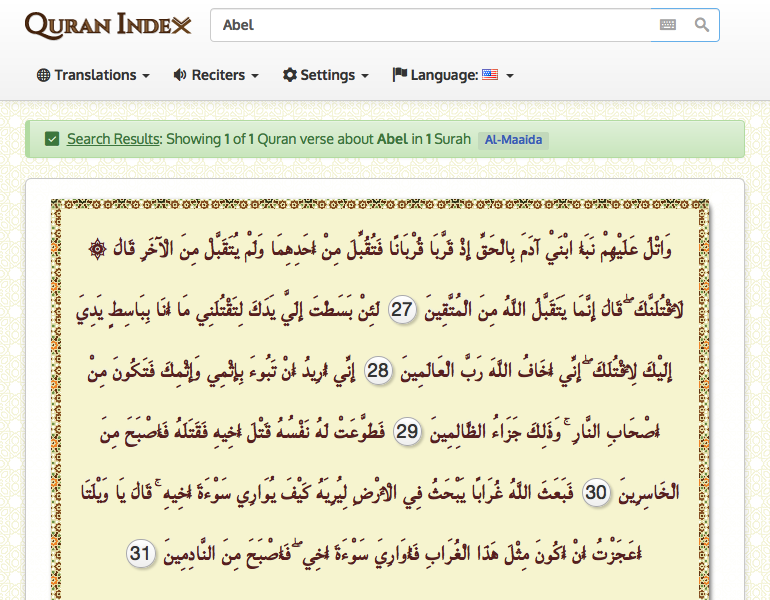 QURAN INDEX
Abel
Translations Reciters Settings Language:
Search Results: Showing 1 of 1 Quran verse about Abel in 1 Surah Al-Maaida
وَاتْلُ عَلَيْهِمْ نَبَأَ ابْنَيْ آدَمَ بِالْحَقِّ إِذْ قَرَّبَا قُرْبَانًا فَتُقُبِّلَ مِنْ أَحَدِهِمَا وَلَمْ يُتَقَبَّلْ مِنَ الْآخَرِ قَالَ ۞
لَأَقْتُلَنَّكَ ۖ قَالَ إِنَّمَا يَتَقَبَّلُ اللَّهُ مِنَ الْمُتَّقِينَ 27 لَئِنْ بَسَطْتَ إِلَيَّ يَدَكَ لِتَقْتُلَنِي مَا أَنَا بِبَاسِطٍ يَدِيَ
إِلَيْكَ لِأَقْتُلَكَ ۖ إِنِّي أَخَافُ اللَّهَ رَبَّ الْعَالَمِينَ 28 إِنِّي أُرِيدُ أَنْ تَبُوءَ بِإِثْمِي وَإِثْمِكَ فَتَكُونَ مِنْ
أَصْحَابِ النَّارِ ۚ وَذَٰلِكَ جَزَاءُ الظَّالِمِينَ 29 فَطَوَّعَتْ لَهُ نَفْسُهُ قَتْلَ أَخِيهِ فَقَتَلَهُ فَأَصْبَحَ مِنَ
الْخَاسِرِينَ 30 فَبَعَثَ اللَّهُ غُرَابًا يَبْحَثُ فِي الْأَرْضِ لِيُرِيَهُ كَيْفَ يُوَارِي سَوْءَةَ أَخِيهِ ۚ قَالَ يَا وَيْلَتَا
أَعَجَزْتُ أَنْ أَكُونَ مِثْلَ هَٰذَا الْغُرَابِ فَأُوَارِيَ سَوْءَةَ أَخِي ۖ فَأَصْبَحَ مِنَ النَّادِمِينَ 31